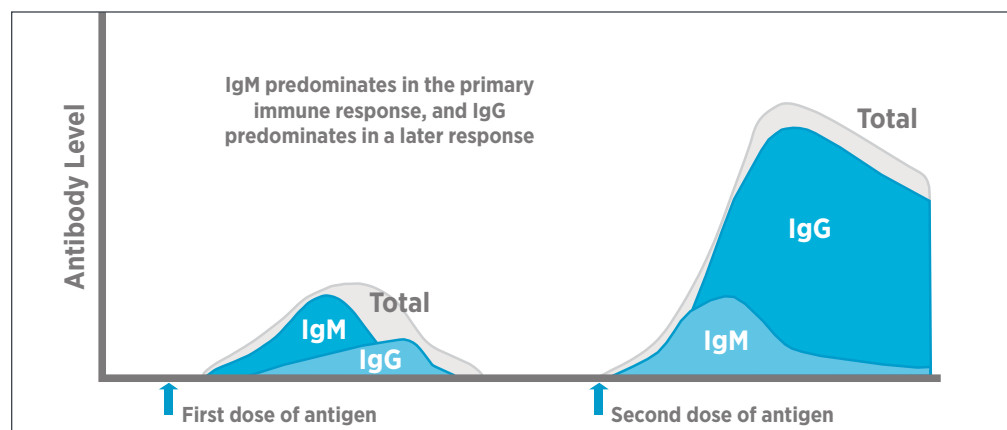 IgM predominates in the primary
immune response, and IgG
predominates in a later response
Antibody Level
Total
IgM
IgG
Total
IgG
IgM
First dose of antigen
Second dose of antigen